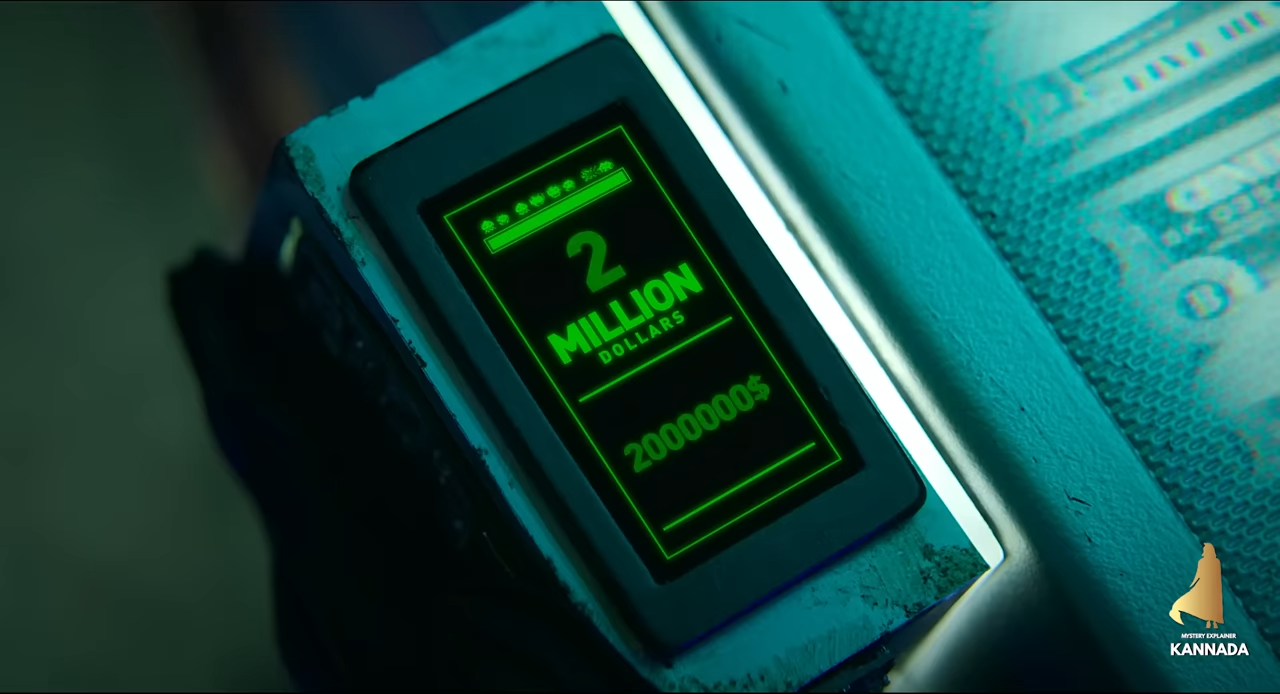 2
MILLION
DOLLARS
2000000$
MYSTERY EXPLAINER
KANNADA